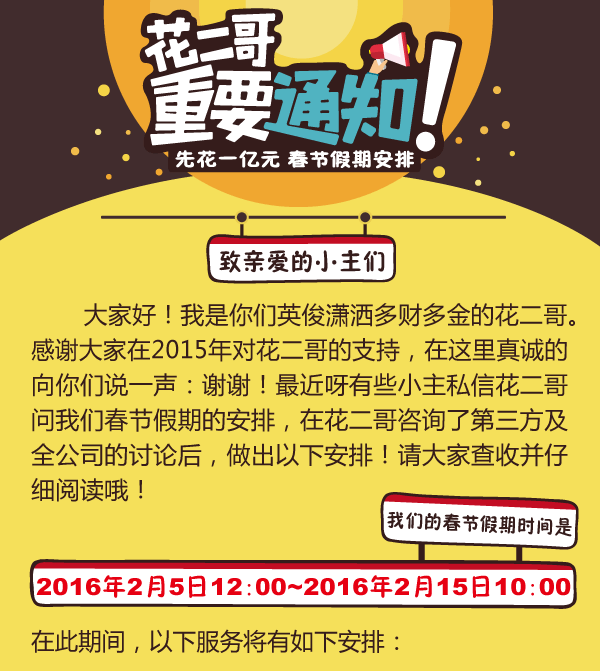 花二哥
重要通知!
先花一亿元 春节假期安排
致亲爱的小主们
大家好！我是你们英俊潇洒多财多金的花二哥。
感谢大家在2015年对花二哥的支持，在这里真诚的
向你们说一声：谢谢！最近呀有些小主私信花二哥
问我们春节假期的安排，在花二哥咨询了第三方及
全公司的讨论后，做出以下安排！请大家查收并仔
细阅读哦！
我们的春节假期时间是
2016年2月5日12:00~2016年2月15日10:00
在此期间，以下服务将有如下安排：